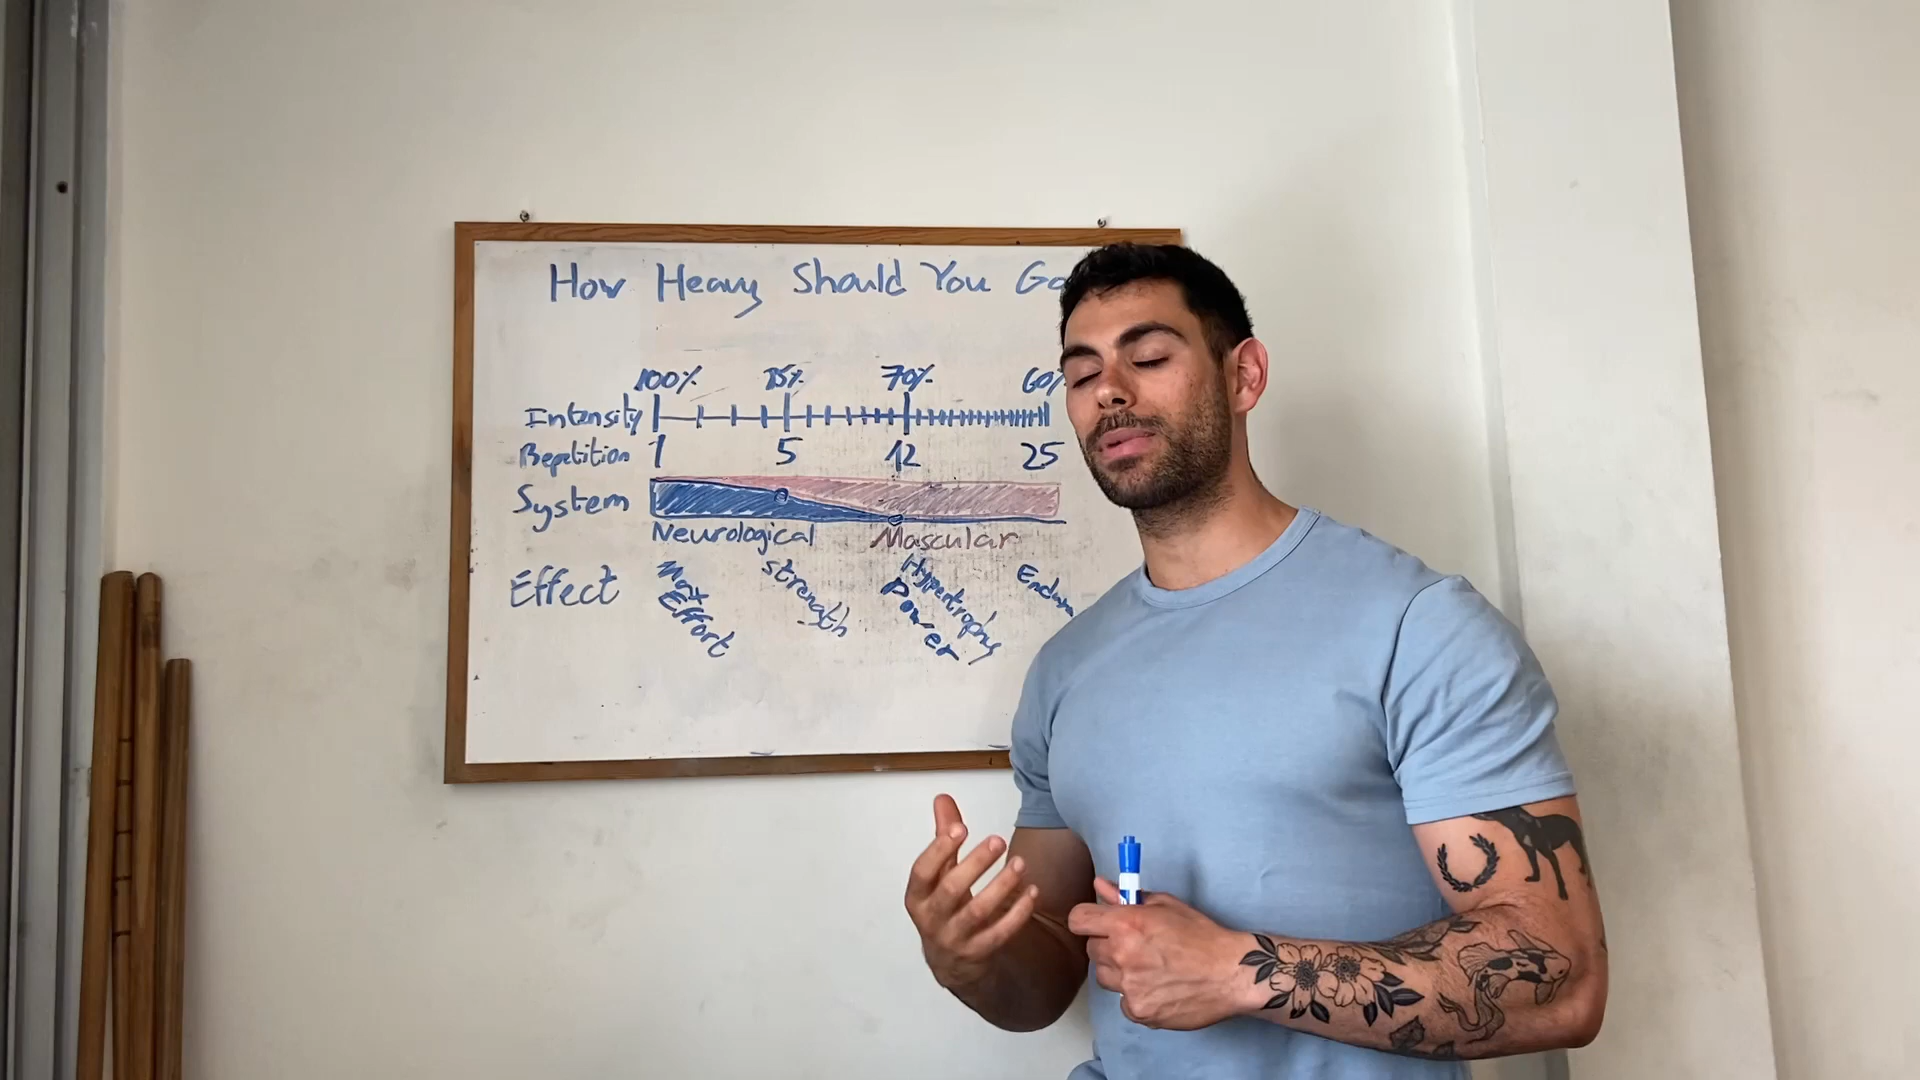 How Heavy Should You Go
100% 85% 70% 60%
Intensity
Repetition 1 5 12 25
System
Neurological Muscular
Effect Max Effort Strength Hypertrophy Power